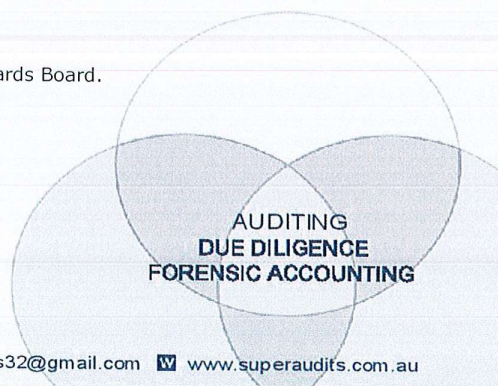 ards Board.
AUDITING
DUE DILIGENCE
FORENSIC ACCOUNTING
s32@gmail.com W www.superaudits.com.au